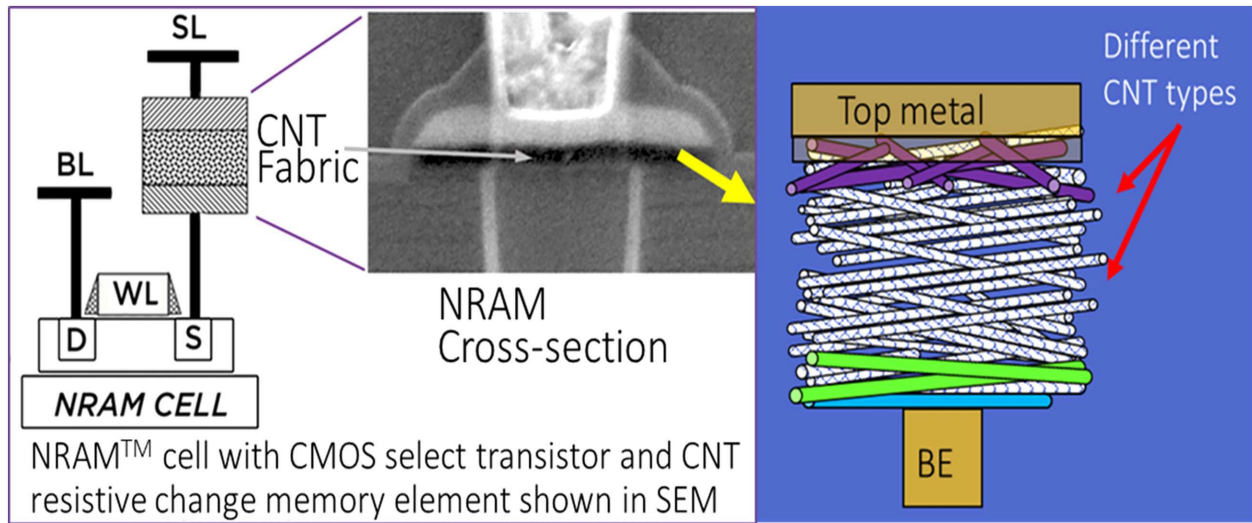 SL
BL
WL
D
S
NRAM CELL
CNT
Fabric
NRAM
Cross-section
NRAM™ cell with CMOS select transistor and CNT
resistive change memory element shown in SEM
Different
CNT types
Top metal
BE